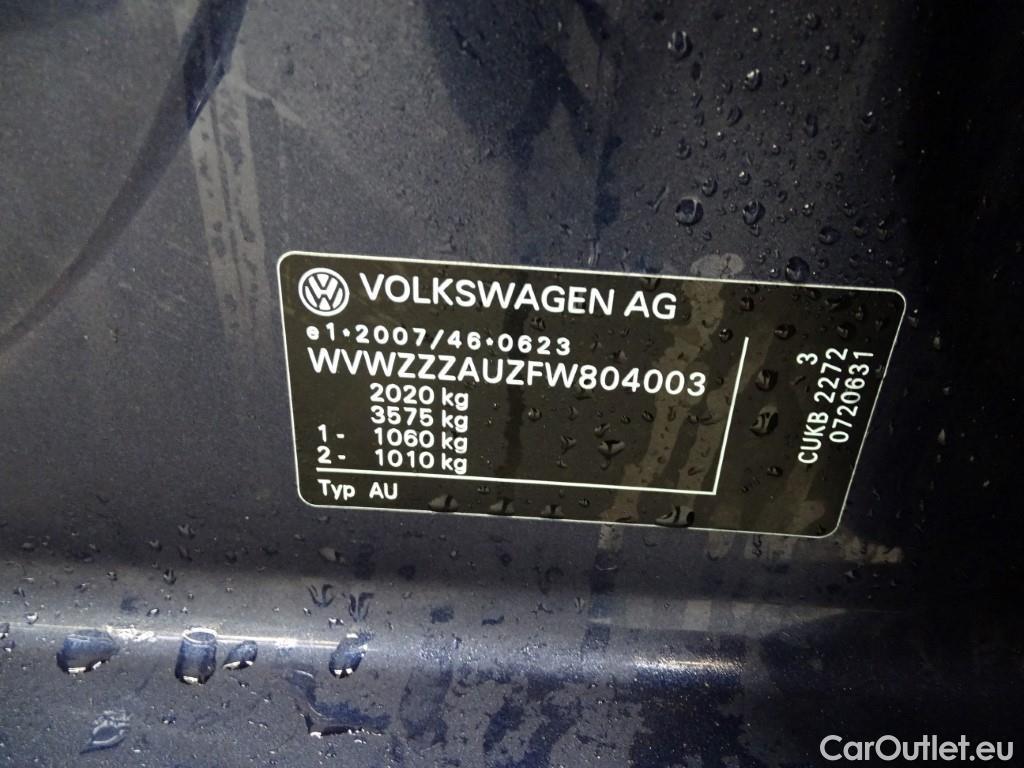 VOLKSWAGEN AG
e1*2007/46*0623
WVWZZZAUZFW804003
2020 kg
3575 kg
1- 1060 kg
2- 1010 kg
Typ AU
3
CUKB 2272
0720631
CarOutlet.eu